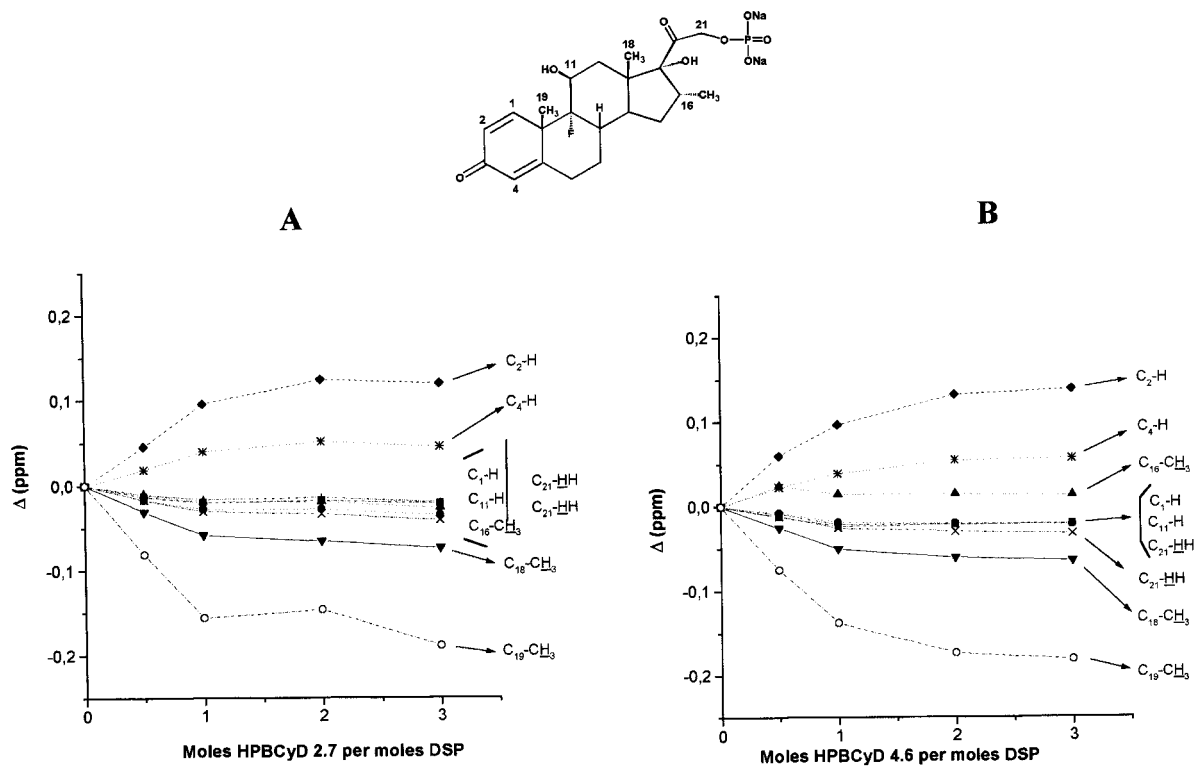 O
21
ONa
O
P
O
ONa
18
CH₃
OH
11
HO
19
CH₃
H
16
CH₃
1
2
F
O
4
A
B
0,2
0,1
0,0
-0,1
-0,2
Δ (ppm)
0
1
2
3
Moles HPBCyD 2.7 per moles DSP
C₂-H
C₄-H
C₁-H
C₁₁-H
C₁₆-CH₃
C₂₁-HH
C₂₁-HH
C₁₈-CH₃
C₁₉-CH₃
0,2
0,1
0,0
-0,1
-0,2
Δ (ppm)
0
1
2
3
Moles HPBCyD 4.6 per moles DSP
C₂-H
C₄-H
C₁₆-CH₃
C₁-H
C₁₁-H
C₂₁-HH
C₂₁-HH
C₁₈-CH₃
C₁₉-CH₃